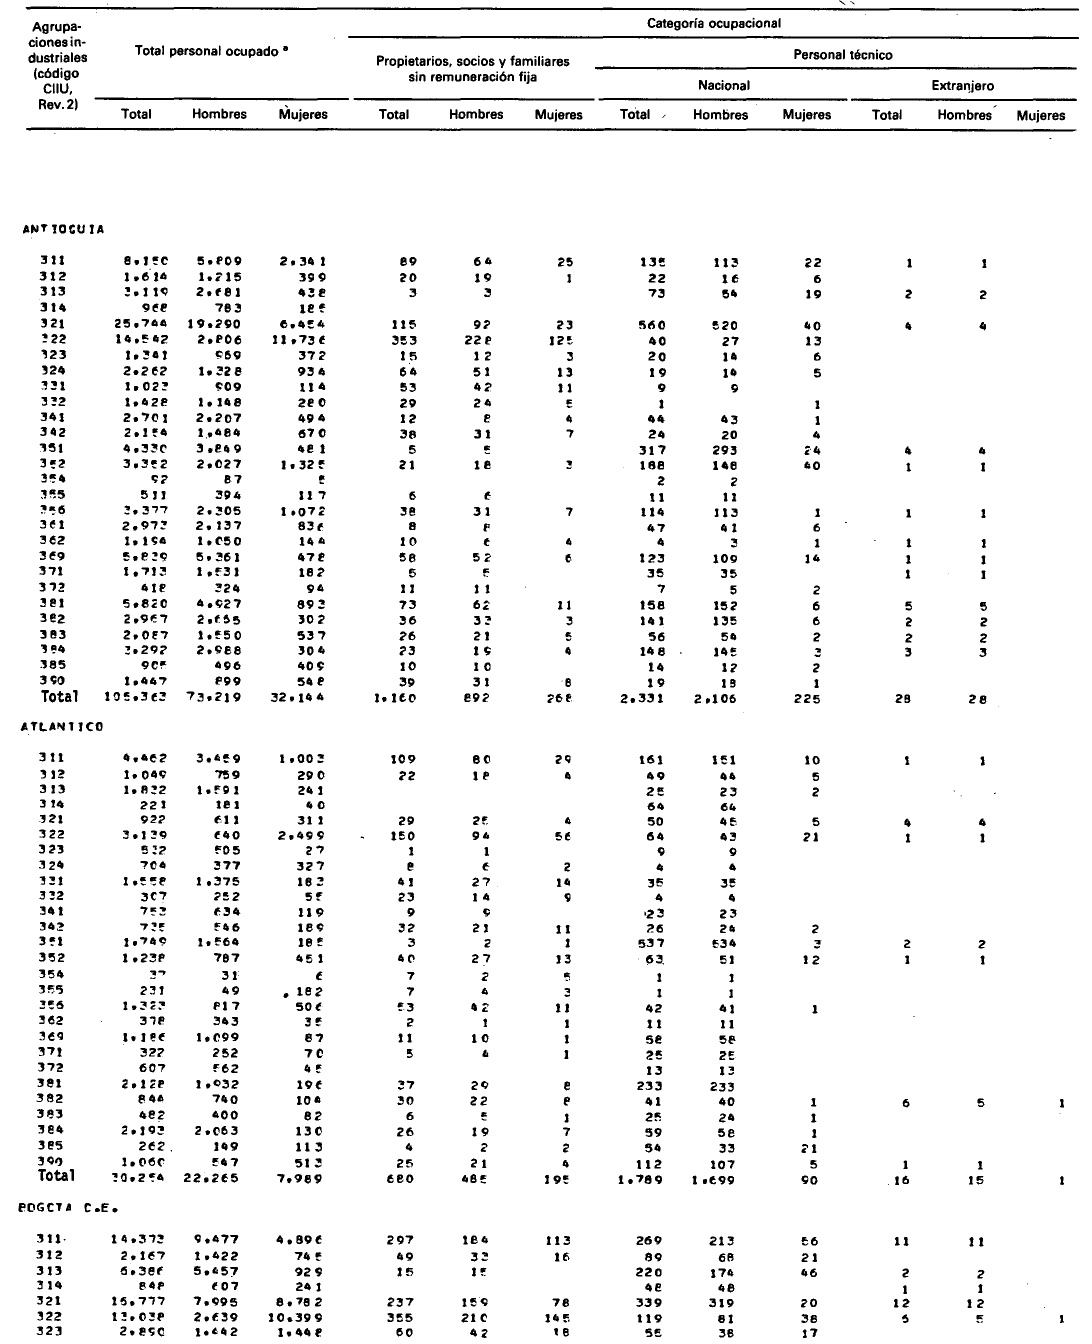 Categoría ocupacional
Agrupa-
ciones in-
dustriales
(código
CIIU,
Rev. 2)
Total personal ocupado ª
Propietarios, socios y familiares
sin remuneración fija
Personal técnico
Nacional Extranjero
Total Hombres Mujeres Total Hombres Mujeres Total Hombres Mujeres Total Hombres Mujeres
ANTIOQUIA
311 8.150 5.809 2.341 89 64 25 135 113 22 1 1
312 1.614 1.215 399 20 19 1 22 16 6
313 3.119 2.681 438 3 3 73 54 19 2 2
314 968 783 185
321 25.744 19.290 6.454 115 92 23 560 520 40 4 4
322 14.542 2.806 11.736 353 228 125 40 27 13
323 1.341 969 372 15 12 3 20 14 6
324 2.262 1.328 934 64 51 13 19 14 5
331 1.023 909 114 53 42 11 9 9
332 1.428 1.148 280 29 24 5 1 1
341 2.701 2.207 494 12 8 4 44 43 1
342 2.154 1.484 670 38 31 7 24 20 4
351 4.330 3.849 481 5 5 317 293 24 4 4
352 3.352 2.027 1.325 21 18 3 188 148 40 1 1
354 92 87 5 2 2
355 511 394 117 6 6 11 11
356 3.377 2.305 1.072 38 31 7 114 113 1 1 1
361 2.973 2.137 836 8 8 47 41 6
362 1.194 1.050 144 10 6 4 4 3 1 1 1
369 5.839 5.361 478 58 52 6 123 109 14 1 1
371 1.713 1.531 182 5 5 35 35 1 1
372 418 324 94 11 11 7 5 2
381 5.820 4.927 893 73 62 11 158 152 6 5 5
382 2.967 2.665 302 36 33 3 141 135 6 2 2
383 2.087 1.550 537 26 21 5 56 54 2 2 2
384 3.292 2.988 304 23 19 4 148 145 3 3 3
385 905 496 409 10 10 14 12 2
390 1.447 899 548 39 31 8 19 18 1
Total 105.363 73.219 32.144 1.160 892 268 2.331 2.106 225 28 28
ATLANTICO
311 4.462 3.459 1.003 109 80 29 161 151 10 1 1
312 1.049 759 290 22 18 4 49 44 5
313 1.832 1.591 241 25 23 2
314 221 181 40 64 64
321 922 611 311 29 25 4 50 45 5 4 4
322 3.139 640 2.499 150 94 56 64 43 21 1 1
323 532 505 27 1 1 9 9
324 704 377 327 8 6 2 4 4
331 1.558 1.375 183 41 27 14 35 35
332 307 252 55 23 14 9 4 4
341 753 634 119 9 9 23 23
342 735 546 189 32 21 11 26 24 2
351 1.749 1.564 185 3 2 1 537 534 3 2 2
352 1.238 787 451 40 27 13 63 51 12 1 1
354 37 31 6 7 2 5 1 1
355 231 49 182 7 4 3 1 1
356 1.323 817 506 53 42 11 42 41 1
362 378 343 35 2 1 1 11 11
369 1.186 1.099 87 11 10 1 58 58
371 322 252 70 5 4 1 25 25
372 607 562 45 13 13
381 2.128 1.932 196 37 29 8 233 233
382 844 740 104 30 22 8 41 40 1 6 5 1
383 482 400 82 6 5 1 25 24 1
384 2.193 2.063 130 26 19 7 59 58 1
385 262 149 113 4 2 2 54 33 21
390 1.060 547 513 25 21 4 112 107 5 1 1
Total 30.254 22.265 7.989 680 485 195 1.789 1.699 90 16 15 1
BOGOTA C.E.
311 14.373 9.477 4.896 297 184 113 269 213 56 11 11
312 2.167 1.422 745 49 33 16 89 68 21
313 6.386 5.457 929 15 15 220 174 46 2 2
314 848 607 241 48 48 1 1
321 16.777 7.995 8.782 237 159 78 339 319 20 12 12
322 13.038 2.639 10.399 355 210 145 119 81 38 5 5 1
323 2.890 1.442 1.448 60 42 18 55 38 17